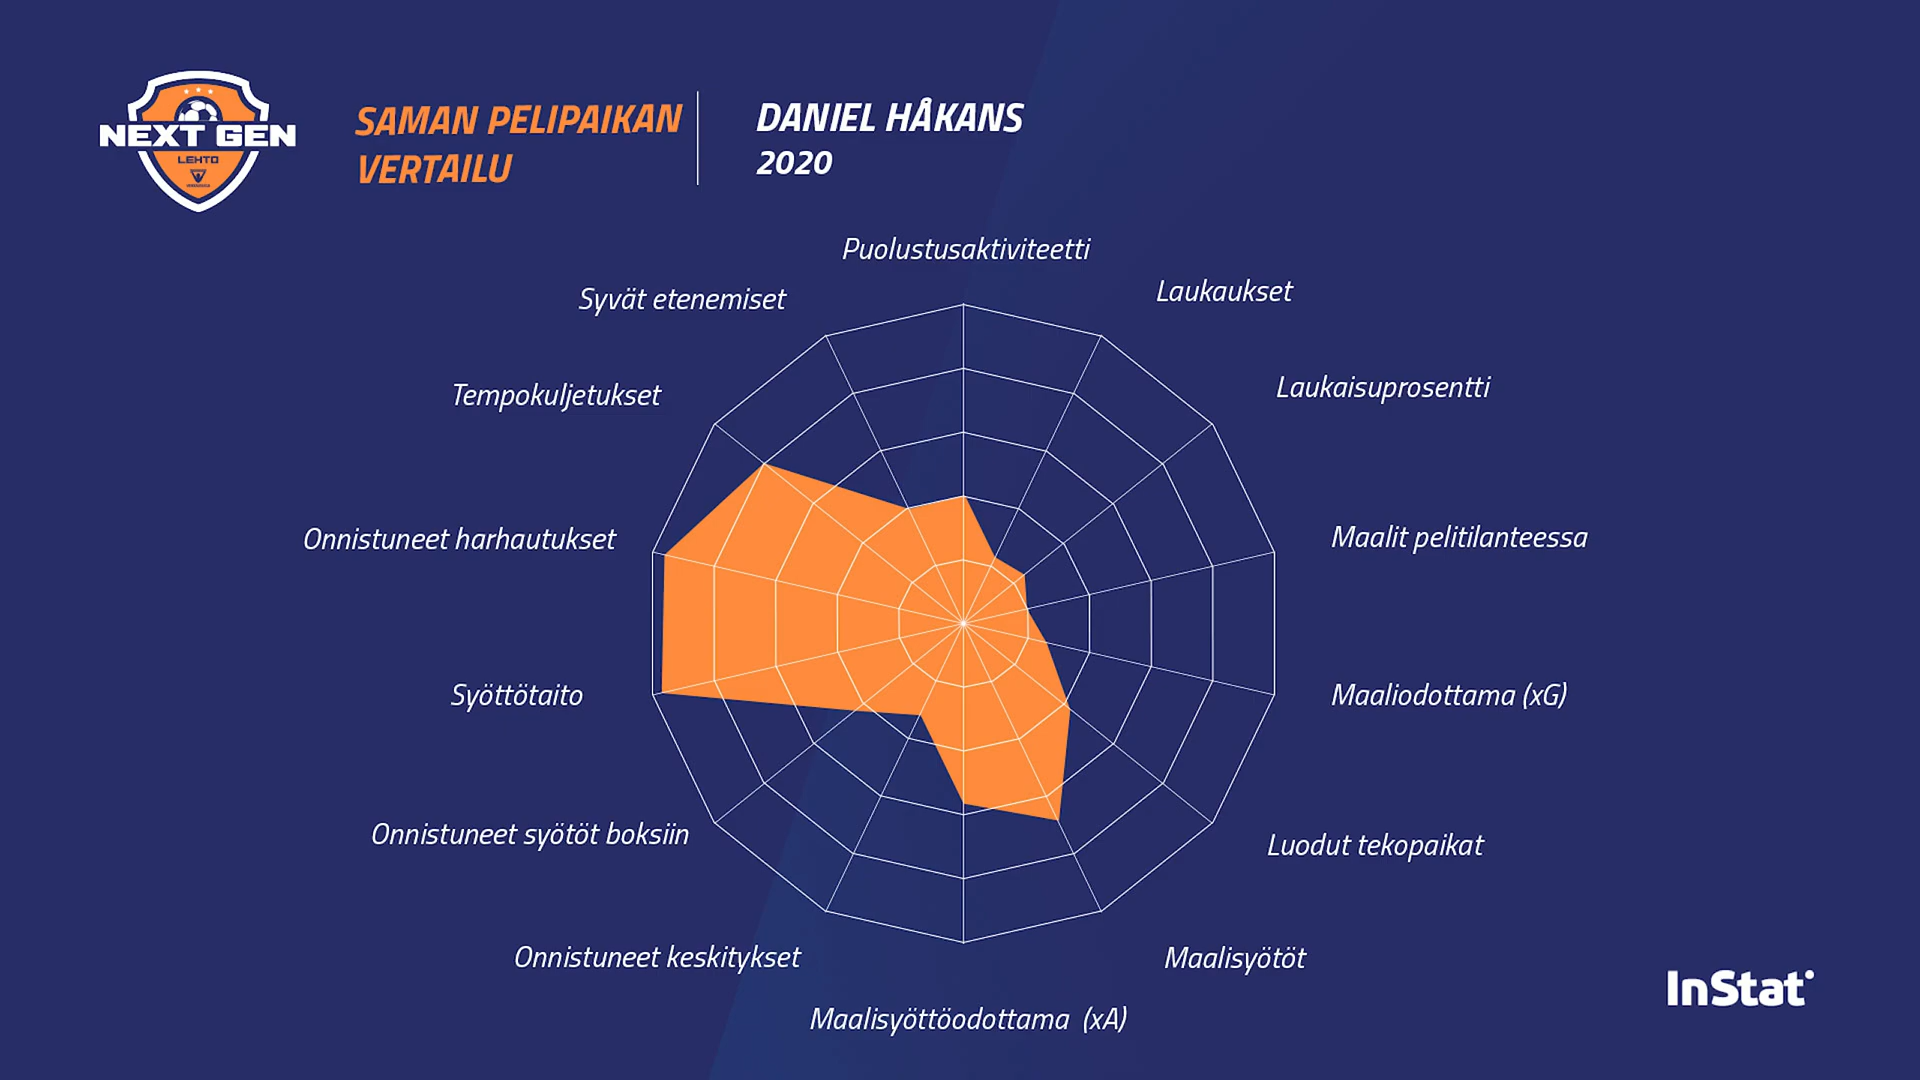 NEXT GEN
LEHTO
SAMAN PELIPAIKAN
VERTAILU
DANIEL HÅKANS
2020
Puolustusaktiviteetti
Laukaukset
Syvät etenemiset
Laukaisuprosentti
Tempokuljetukset
Maalit pelitilanteessa
Onnistuneet harhautukset
Maaliodottama (xG)
Syöttötaito
Onnistuneet syötöt boksiin
Luodut tekopaikat
Onnistuneet keskitykset
Maalisyötöt
Maalisyöttöodottama (xA)
InStat